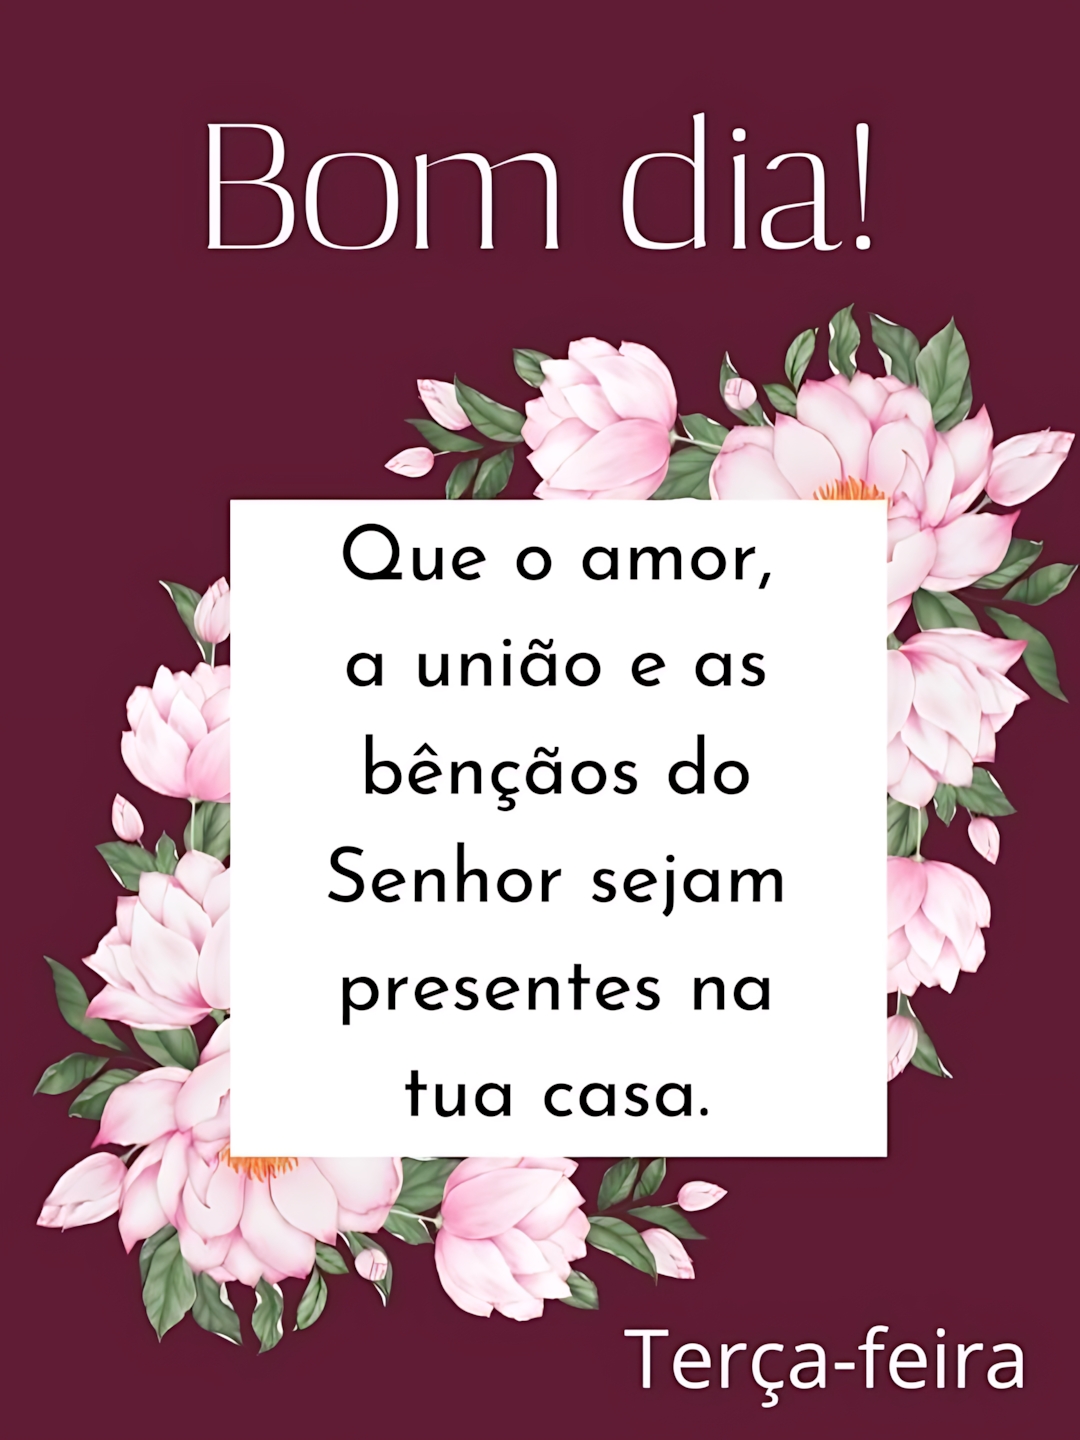 Bom dia!
Que o amor,
a união e as
bênçãos do
Senhor sejam
presentes na
tua casa.
Terça-feira